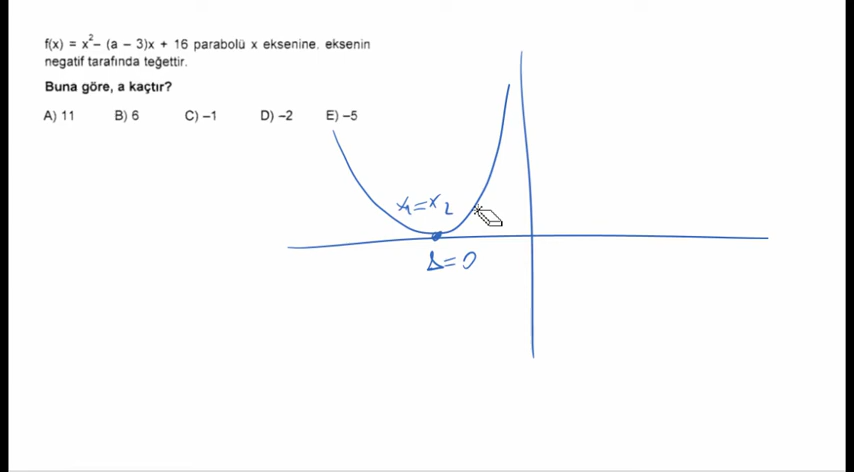 f(x) = x² − (a − 3)x + 16 parabolü x eksenine, eksenin
negatif tarafında teğettir.
Buna göre, a kaçtır?
A) 11 B) 6 C) −1 D) −2 E) −5
x₁=x₂
Δ=0